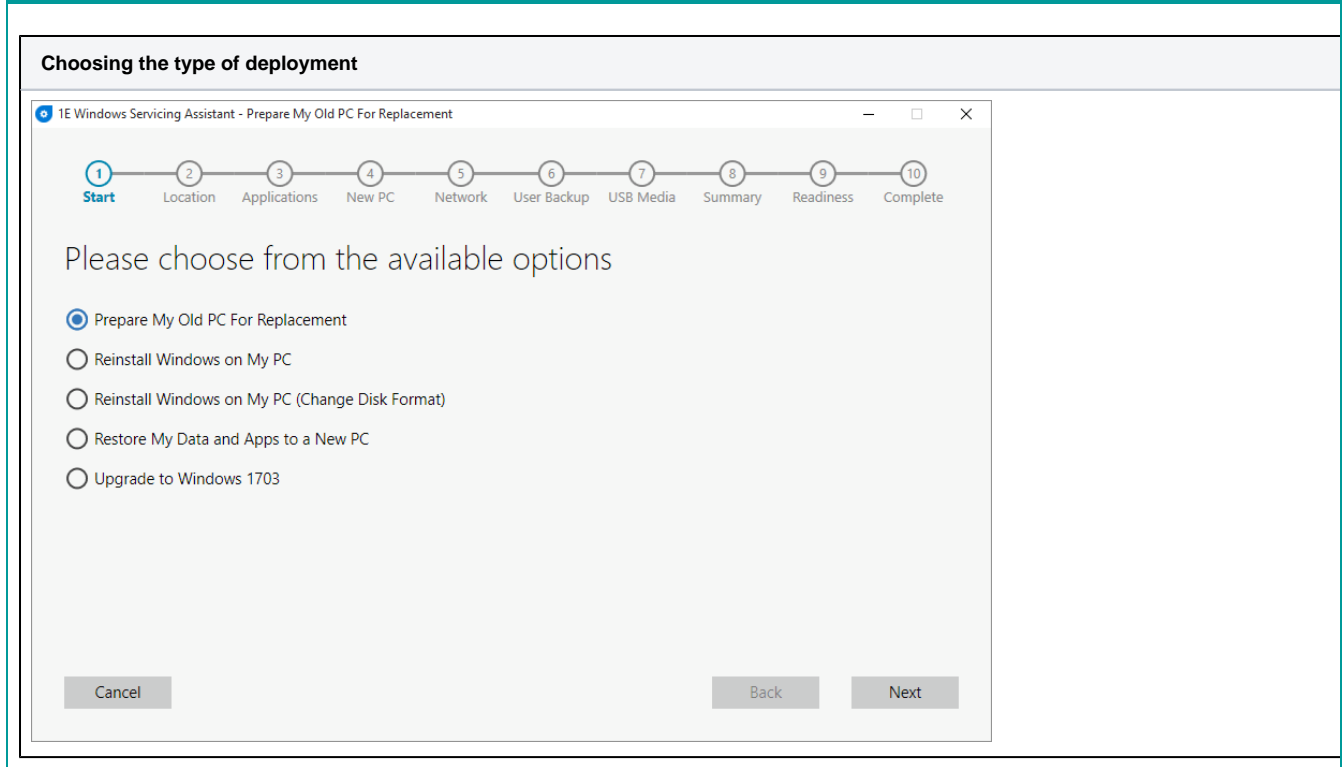 Choosing the type of deployment
1E Windows Servicing Assistant - Prepare My Old PC For Replacement
1 2 3 4 5 6 7 8 9 10
Start Location Applications New PC Network User Backup USB Media Summary Readiness Complete
Please choose from the available options
Prepare My Old PC For Replacement
Reinstall Windows on My PC
Reinstall Windows on My PC (Change Disk Format)
Restore My Data and Apps to a New PC
Upgrade to Windows 1703
Cancel Back Next